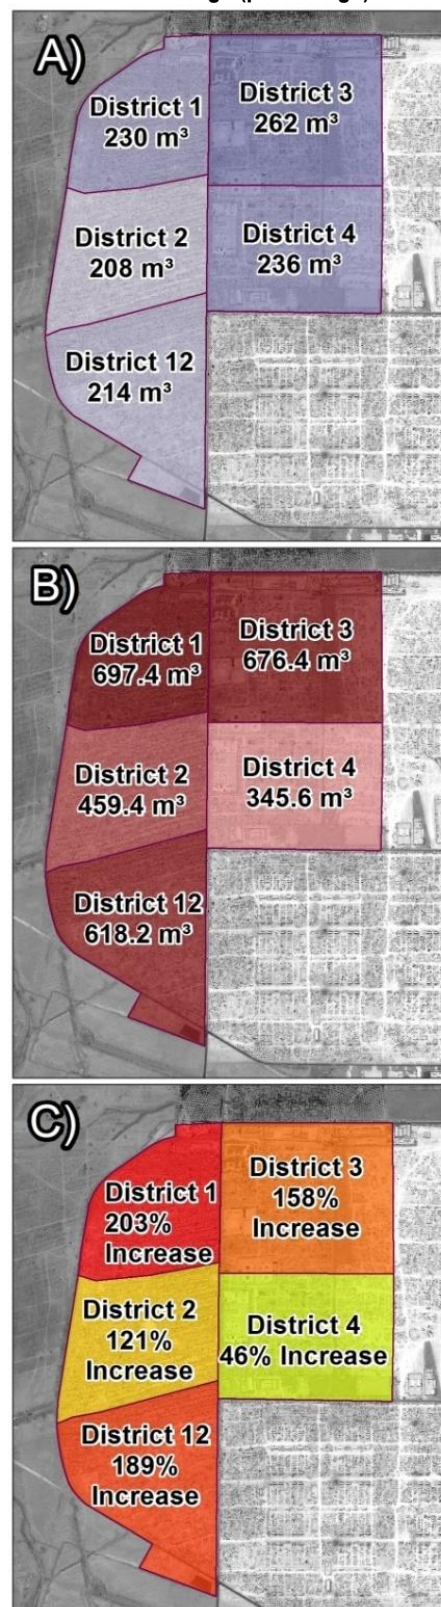 A)
District 1
230 m³
District 3
262 m³
District 2
208 m³
District 4
236 m³
District 12
214 m³
B)
District 1
697.4 m³
District 3
676.4 m³
District 2
459.4 m³
District 4
345.6 m³
District 12
618.2 m³
C)
District 1
203%
Increase
District 3
158%
Increase
District 2
121%
Increase
District 4
46% Increase
District 12
189%
Increase